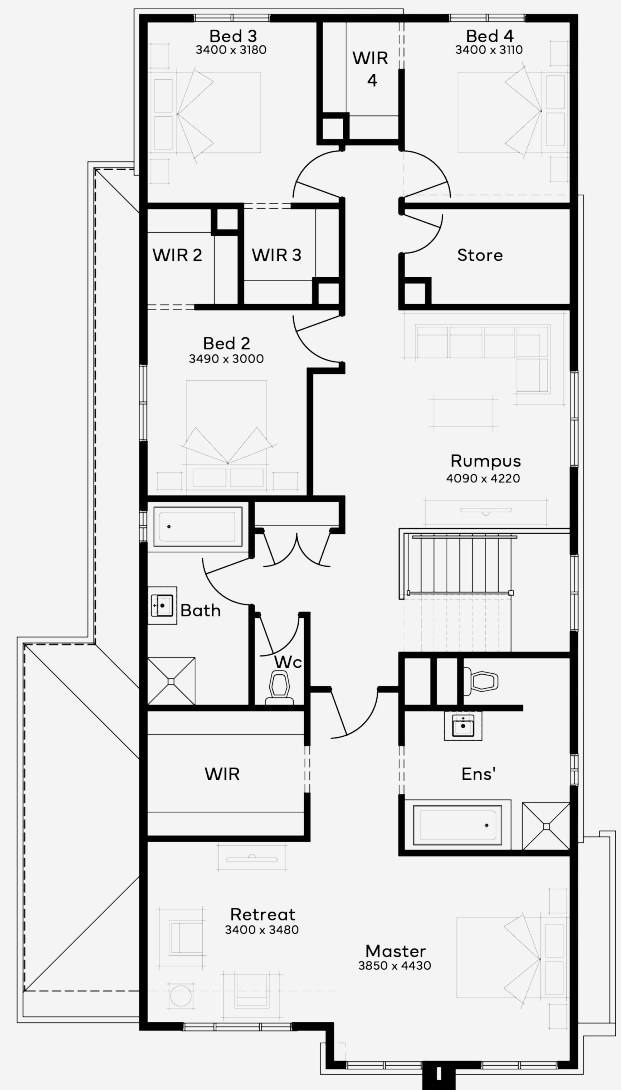 Bed 3
3400 x 3180
WIR
4
Bed 4
3400 x 3110
WIR 2
WIR 3
Store
Bed 2
3490 x 3000
Rumpus
4090 x 4220
Bath
Wc
WIR
Ens'
Retreat
3400 x 3480
Master
3850 x 4430